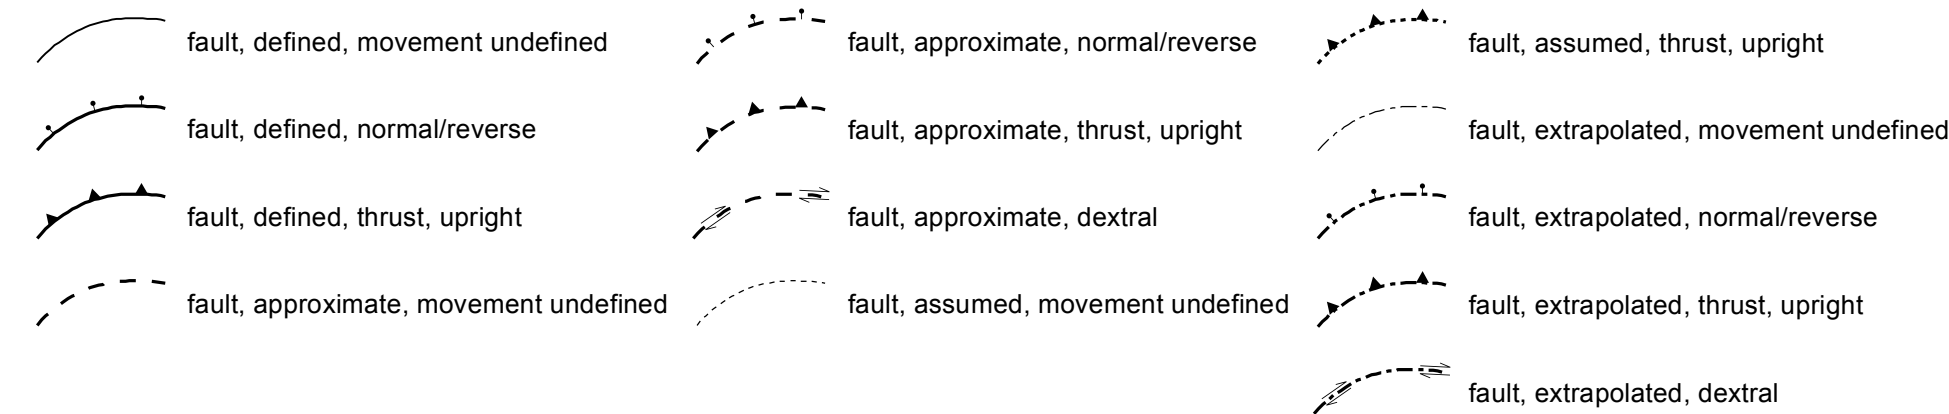 fault, defined, movement undefined
fault, defined, normal/reverse
fault, defined, thrust, upright
fault, approximate, movement undefined
fault, approximate, normal/reverse
fault, approximate, thrust, upright
fault, approximate, dextral
fault, assumed, movement undefined
fault, assumed, thrust, upright
fault, extrapolated, movement undefined
fault, extrapolated, normal/reverse
fault, extrapolated, thrust, upright
fault, extrapolated, dextral